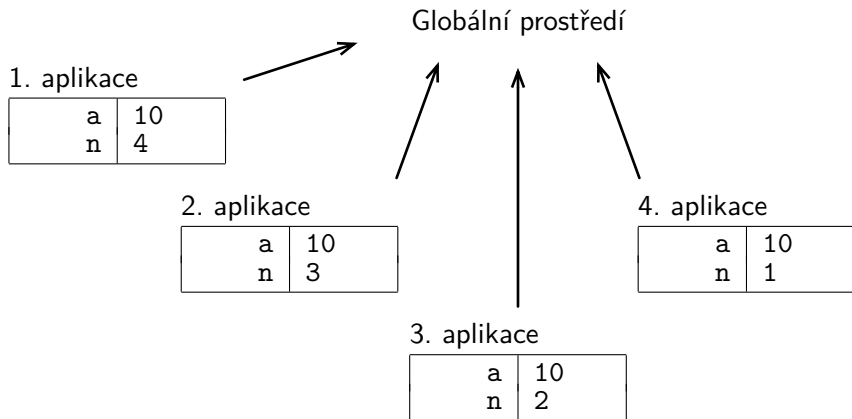 Globální prostředí
1. aplikace
a 10
n 4
2. aplikace
a 10
n 3
3. aplikace
a 10
n 2
4. aplikace
a 10
n 1